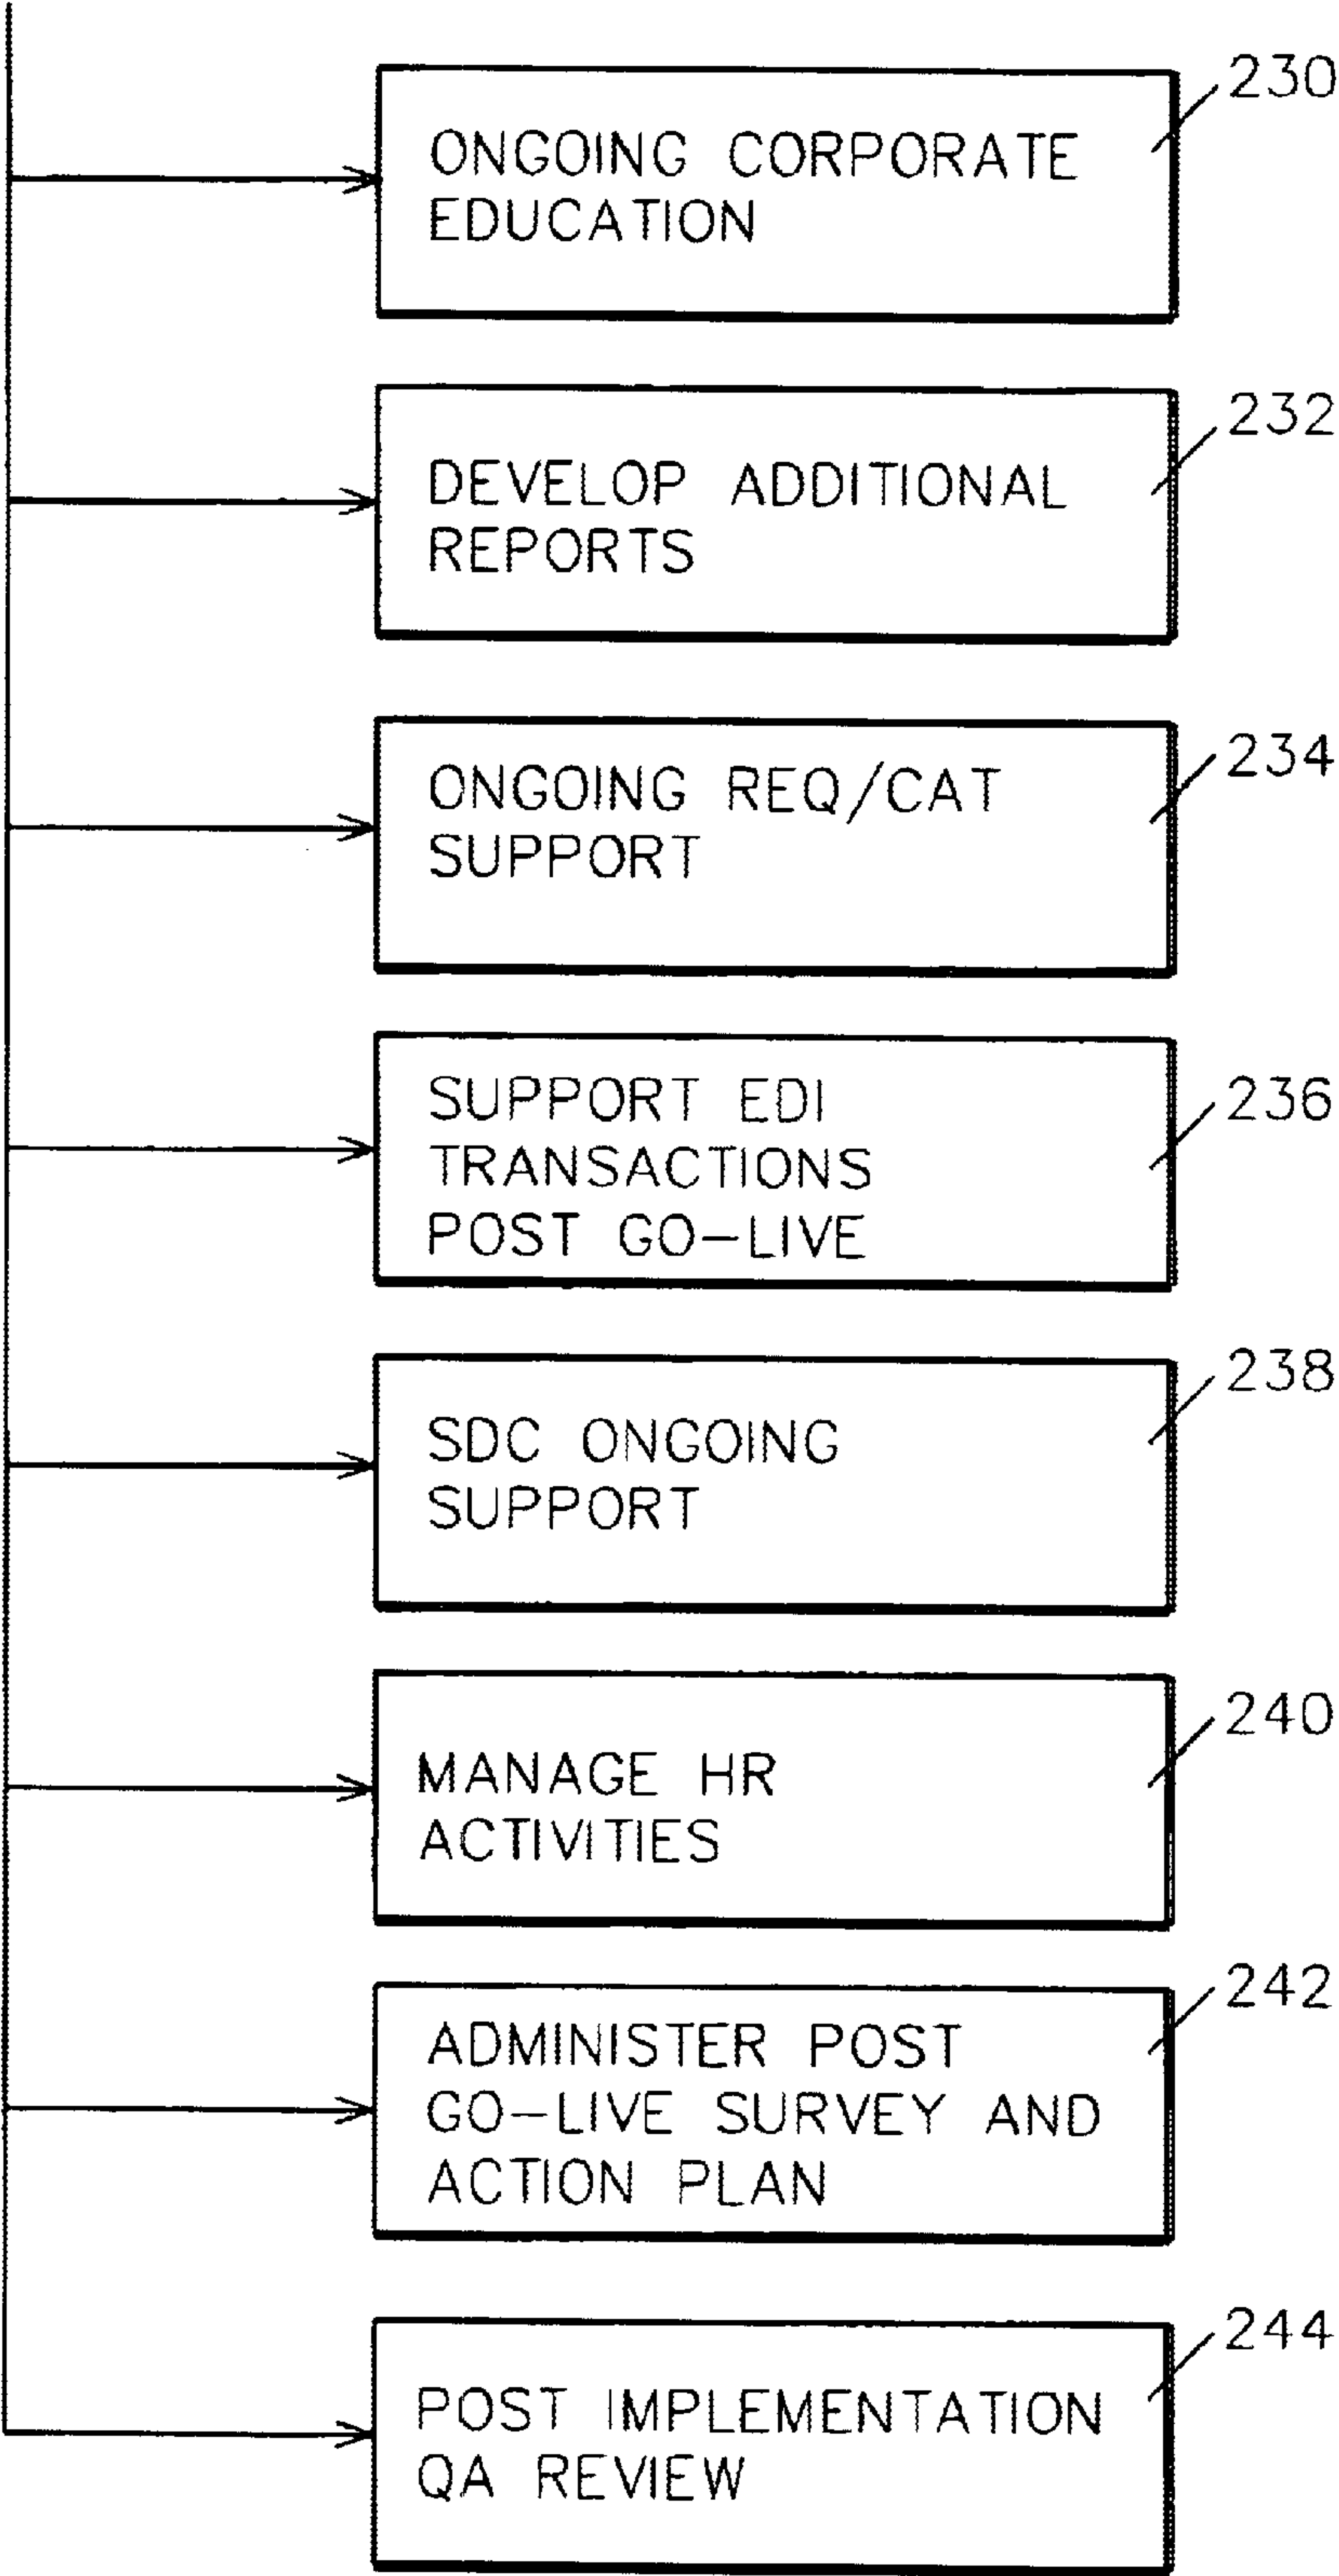 230
ONGOING CORPORATE
EDUCATION
232
DEVELOP ADDITIONAL
REPORTS
234
ONGOING REQ/CAT
SUPPORT
236
SUPPORT EDI
TRANSACTIONS
POST GO-LIVE
238
SDC ONGOING
SUPPORT
240
MANAGE HR
ACTIVITIES
242
ADMINISTER POST
GO-LIVE SURVEY AND
ACTION PLAN
244
POST IMPLEMENTATION
QA REVIEW